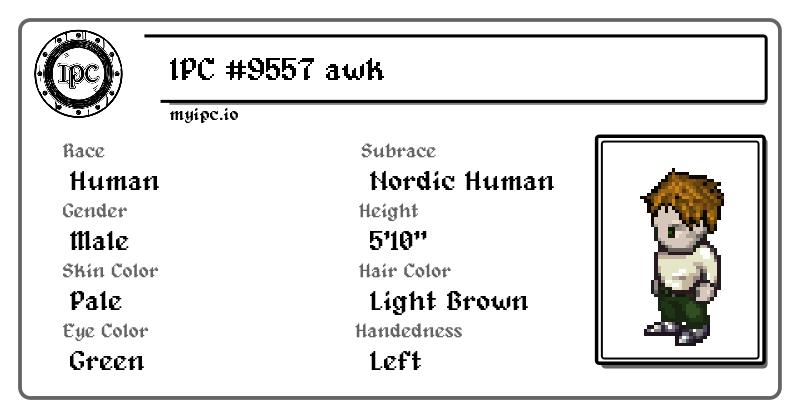 IPC
IPC #9557 awk
myipc.io
Race
Human
Subrace
Nordic Human
Gender
Male
Height
5'10"
Skin Color
Pale
Hair Color
Light Brown
Eye Color
Green
Handedness
Left